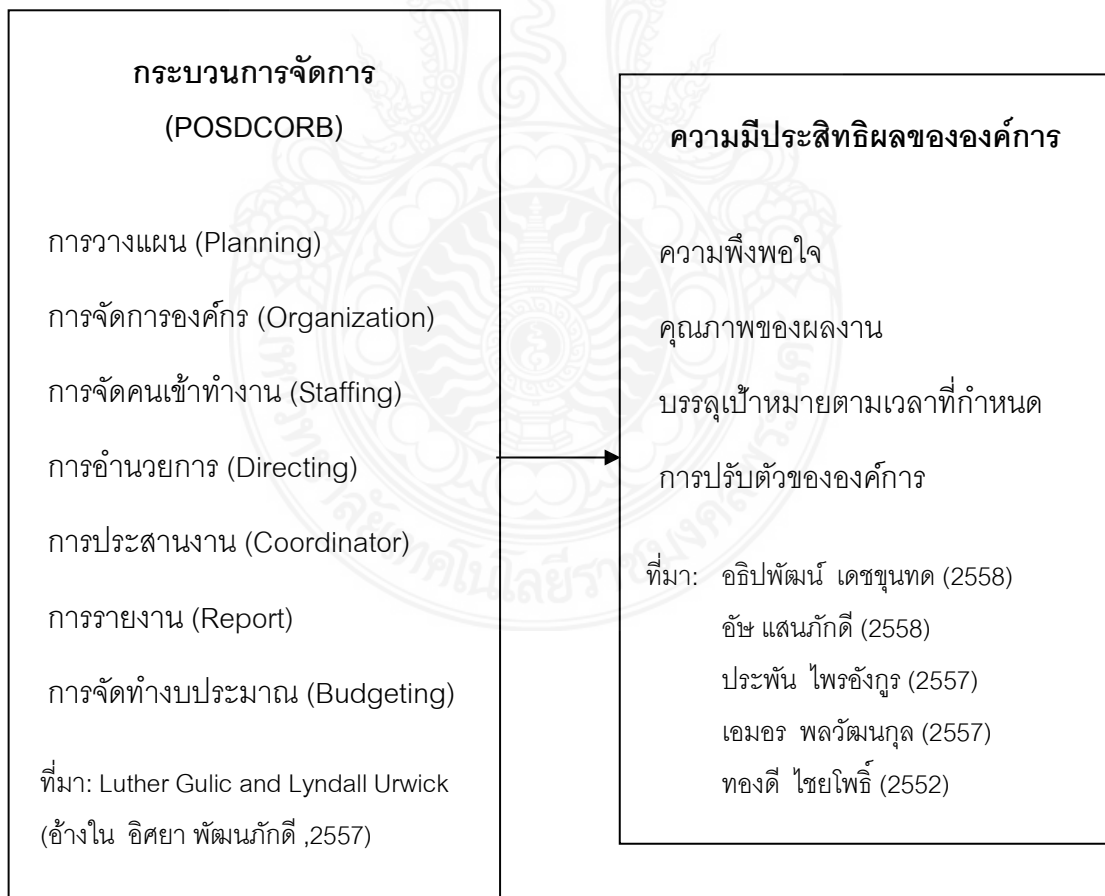 กระบวนการจัดการ
(POSDCORB)
การวางแผน (Planning)
การจัดการองค์กร (Organization)
การจัดคนเข้าทำงาน (Staffing)
การอำนวยการ (Directing)
การประสานงาน (Coordinator)
การรายงาน (Report)
การจัดทำงบประมาณ (Budgeting)
ที่มา: Luther Gulic and Lyndall Urwick
(อ้างใน อิศยา พัฒนภักดี ,2557)
ความมีประสิทธิผลขององค์การ
ความพึงพอใจ
คุณภาพของผลงาน
บรรลุเป้าหมายตามเวลาที่กำหนด
การปรับตัวขององค์การ
ที่มา: อธิปพัฒน์ เดชขุนทด (2558)
อัษ แสนภักดี (2558)
ประพัน ไพรอังกูร (2557)
เอมอร พลวัฒนกุล (2557)
ทองดี ไชยโพธิ์ (2552)